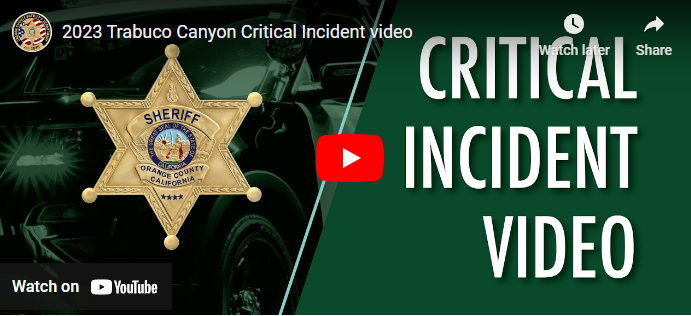 2023 Trabuco Canyon Critical Incident video
Watch later
Share
CRITICAL
INCIDENT
VIDEO
SHERIFF
ORANGE COUNTY
CALIFORNIA
Watch on YouTube